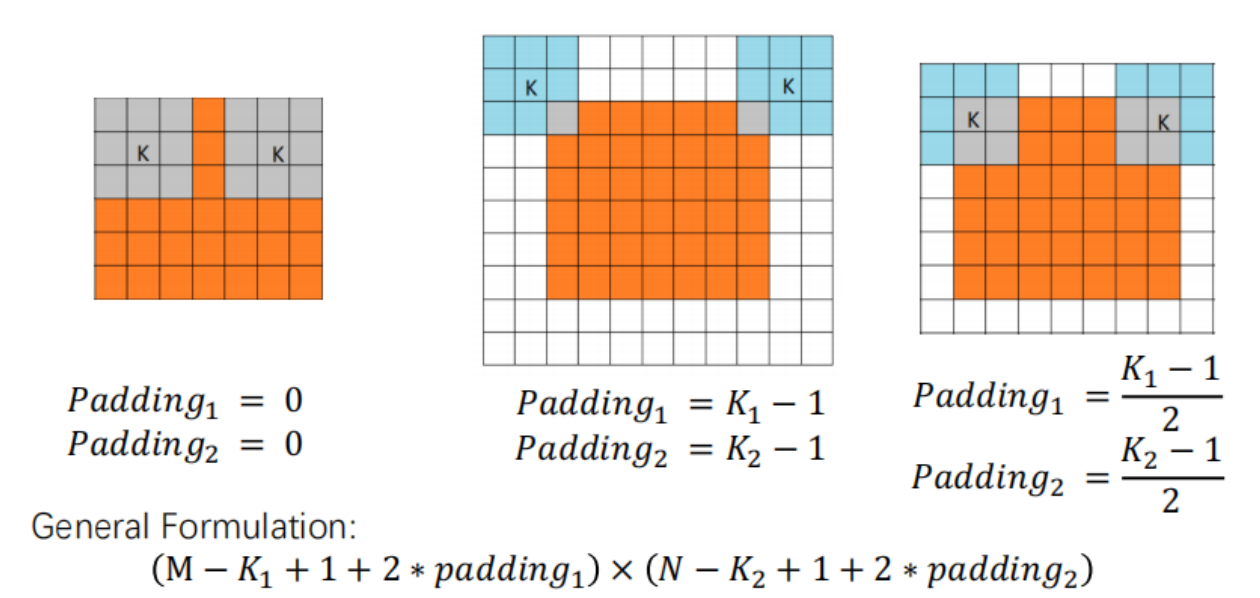 K K
K K
K K
Padding₁ = 0
Padding₂ = 0
Padding₁ = K₁ − 1
Padding₂ = K₂ − 1
Padding₁ = (K₁ − 1)/2
Padding₂ = (K₂ − 1)/2
General Formulation:
(M − K₁ + 1 + 2 ∗ padding₁) × (N − K₂ + 1 + 2 ∗ padding₂)